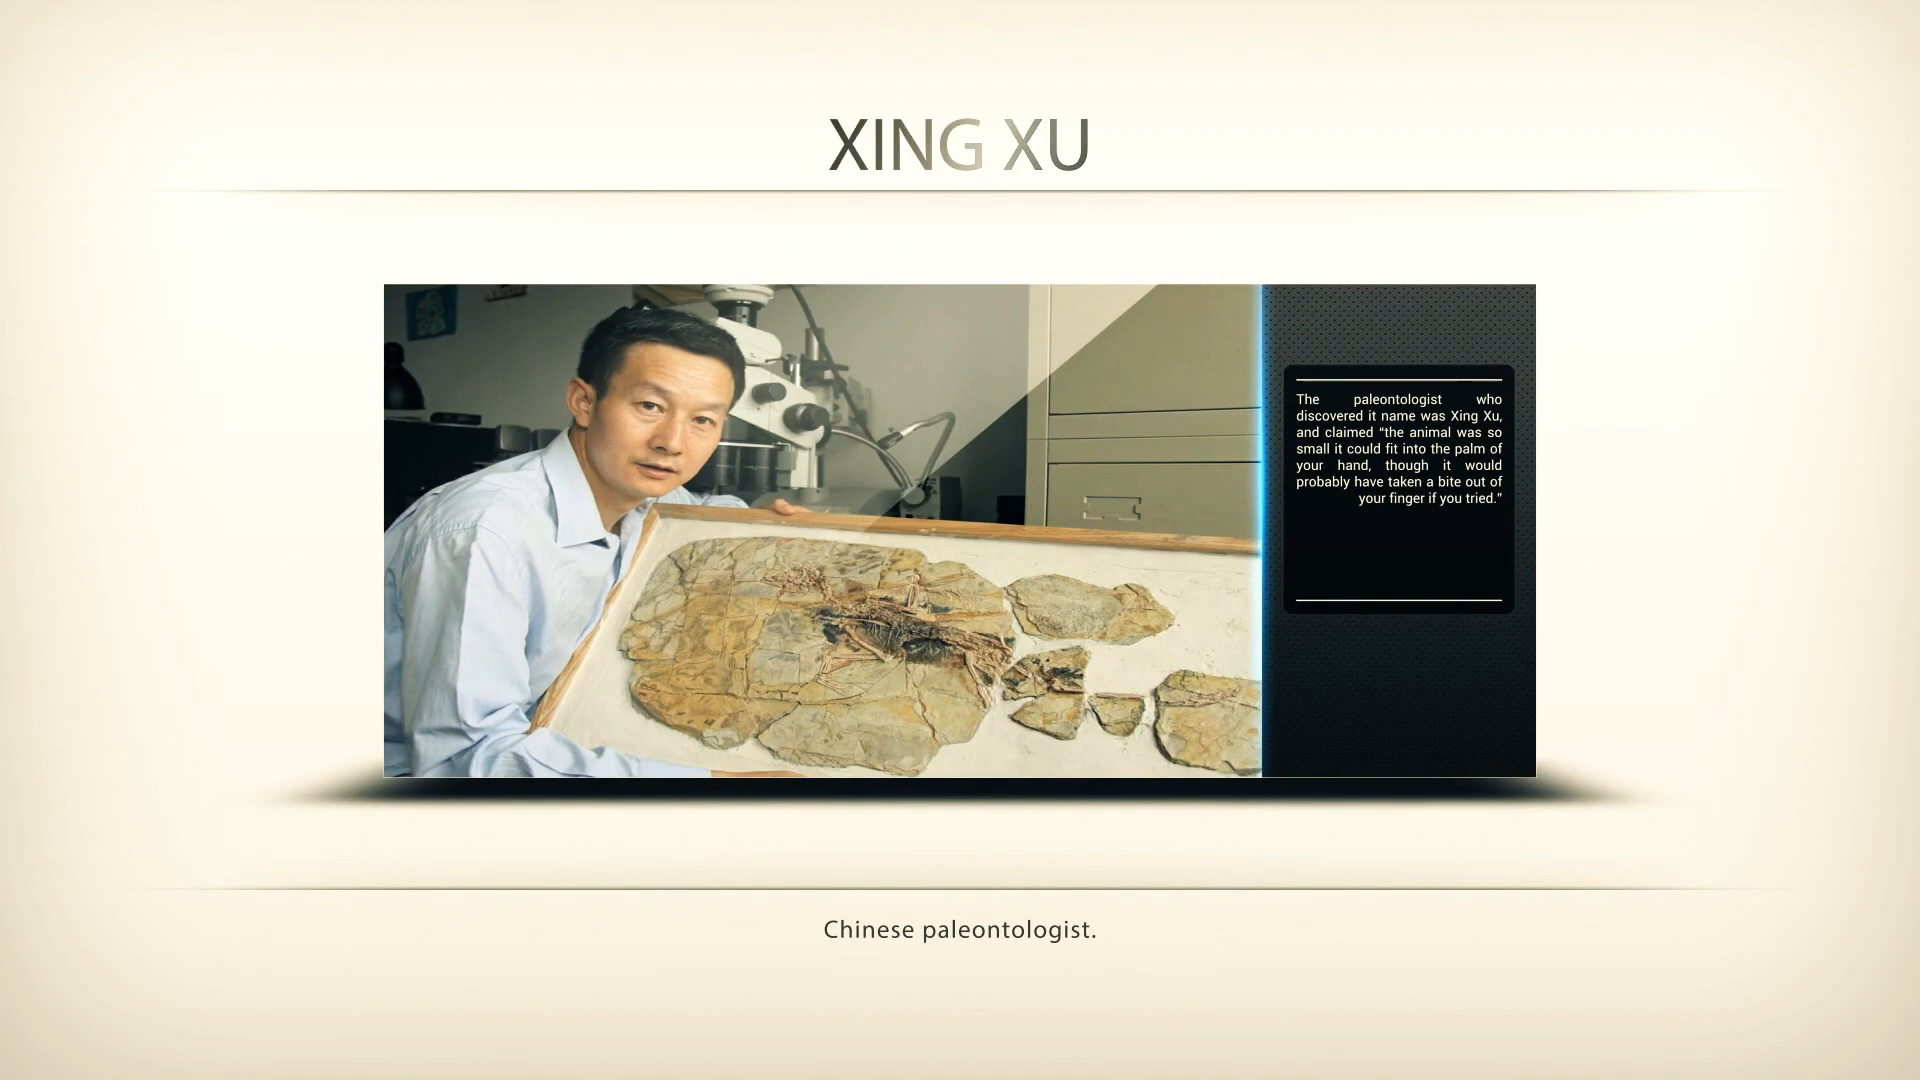 XING XU
The paleontologist who
discovered it name was Xing Xu,
and claimed “the animal was so
small it could fit into the palm of
your hand, though it would
probably have taken a bite out of
your finger if you tried.”
Chinese paleontologist.